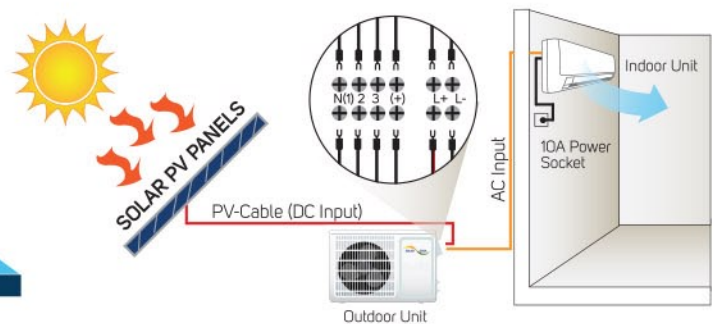 SOLAR PV PANELS
PV-Cable (DC Input)
N(1) 2 3 (+) L+ L-
Outdoor Unit
AC Input
Indoor Unit
10A Power
Socket